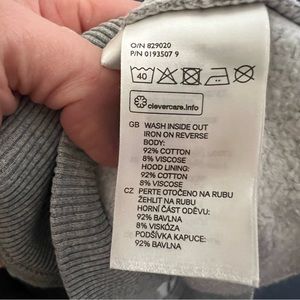 O/N 829020
P/N 0193507 9
40
clevercare.info
GB WASH INSIDE OUT
IRON ON REVERSE
BODY:
92% COTTON
8% VISCOSE
HOOD LINING:
92% COTTON
8% VISCOSE
CZ PERTE OTOČENO NA RUBU
ŽEHLIT NA RUBU
HORNÍ ČÁST ODĚVU:
92% BAVLNA
8% VISKÓZA
PODŠÍVKA KAPUCE:
92% BAVLNA